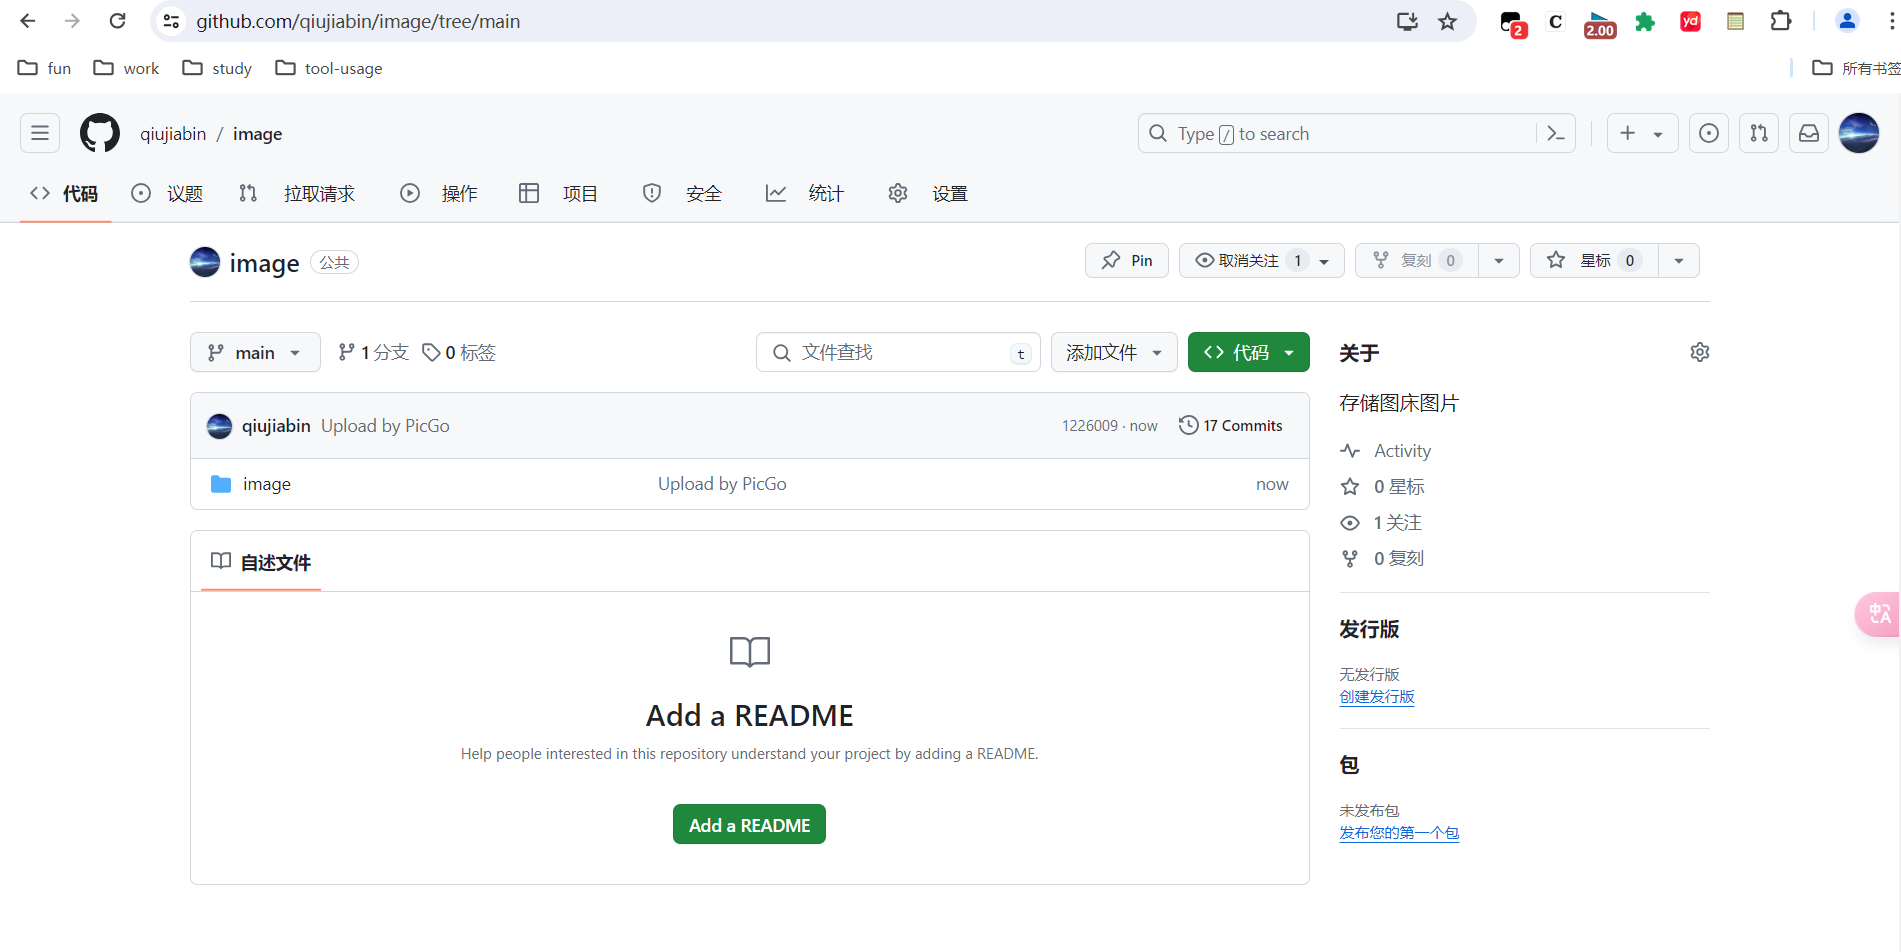 github.com/qiujiabin/image/tree/main
2
C
2.00
yd
fun work study tool-usage 所有书签
qiujiabin / image
Type / to search
代码 议题 拉取请求 操作 项目 安全 统计 设置
image 公共
Pin 取消关注 1 复刻 0 星标 0
main 1 分支 0 标签
文件查找 t 添加文件 代码
qiujiabin Upload by PicGo 1226009 · now 17 Commits
image Upload by PicGo now
自述文件
Add a README
Help people interested in this repository understand your project by adding a README.
Add a README
关于
存储图床图片
Activity
0 星标
1 关注
0 复刻
发行版
无发行版
创建发行版
包
未发布包
发布您的第一个包
中A